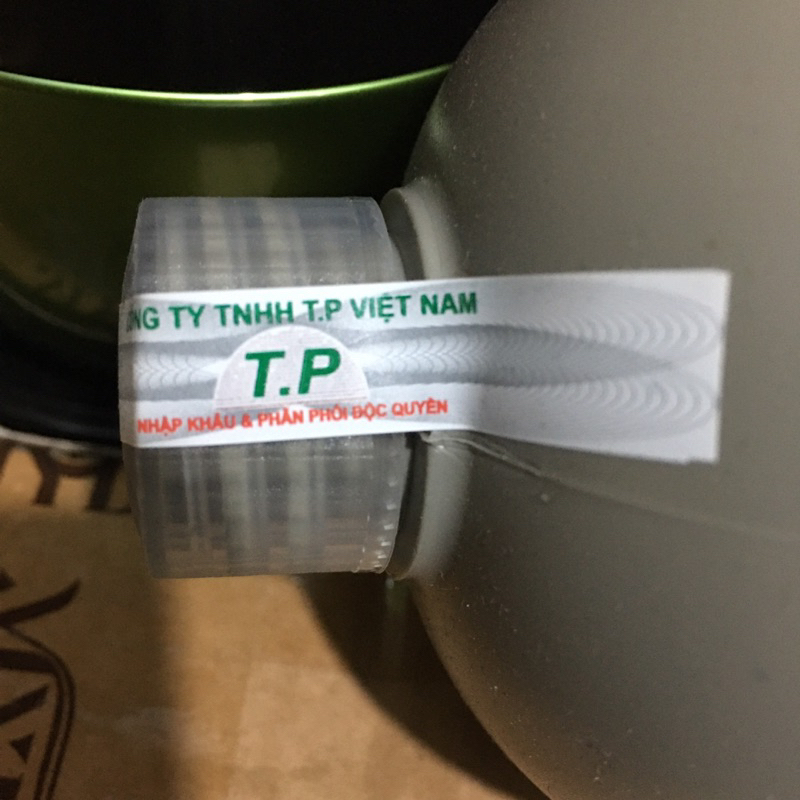 NG TY TNHH T.P VIỆT NAM
T.P
NHẬP KHẨU & PHÂN PHỐI ĐỘC QUYỀN